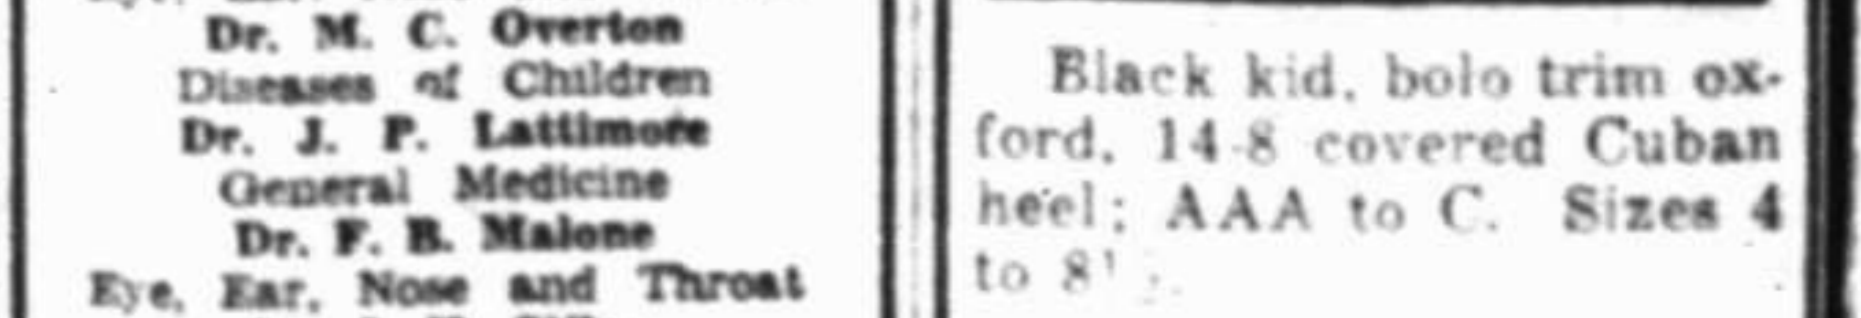 Dr. M. C. Overton
Diseases of Children
Dr. J. P. Lattimore
General Medicine
Dr. F. B. Malone
Eye, Ear, Nose and Throat
Black kid, bolo trim ox-
ford, 14-8 covered Cuban
heel; AAA to C. Sizes 4
to